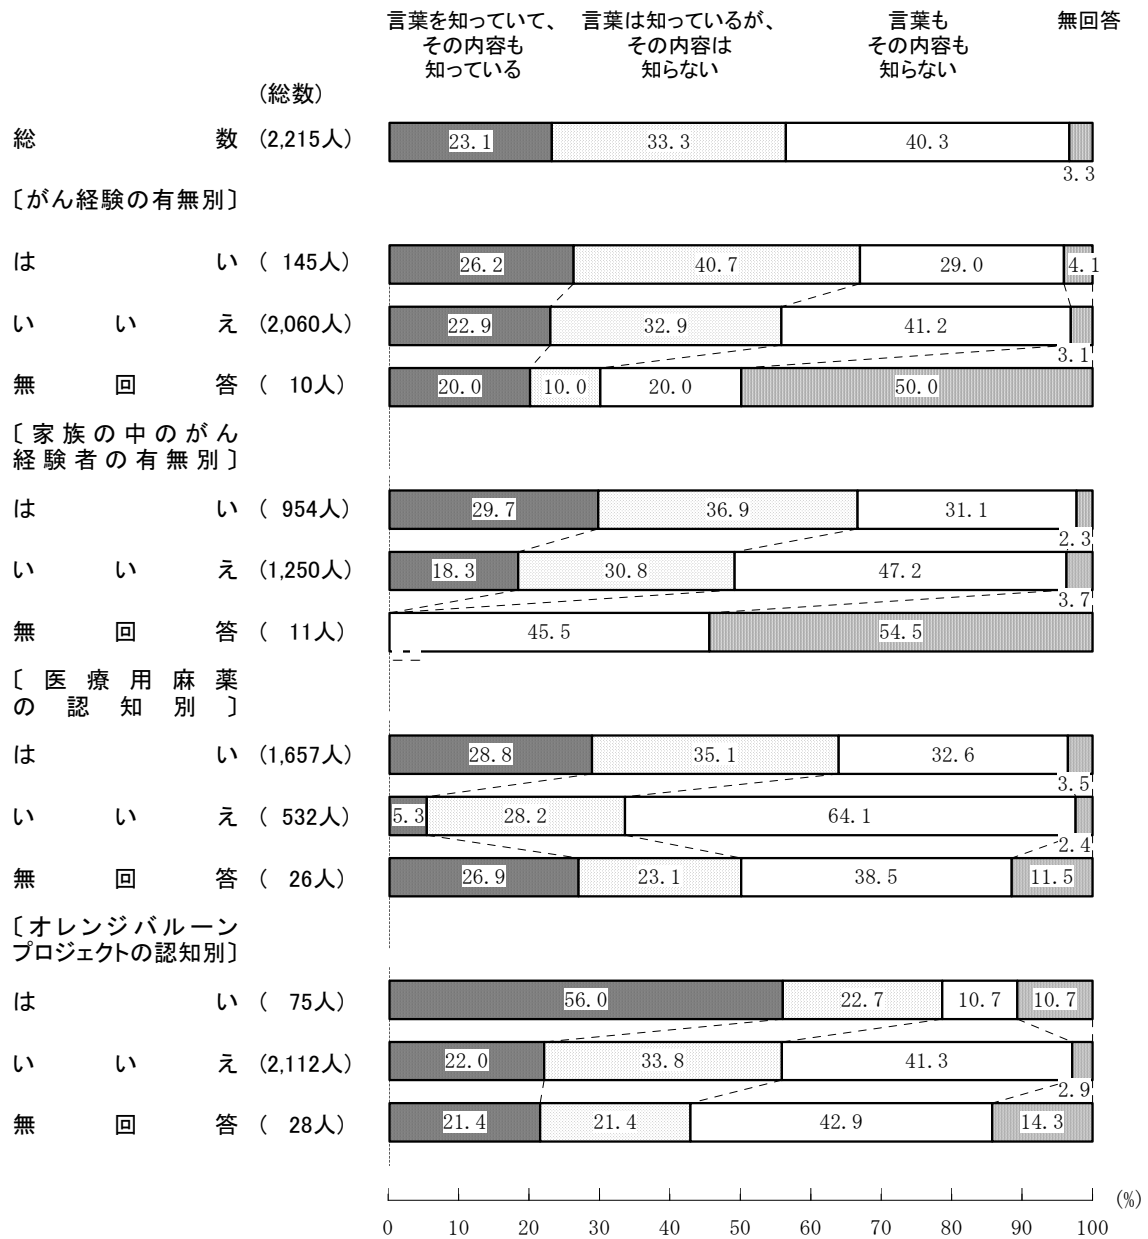 言葉を知っていて、 言葉は知っているが、 言葉も 無回答
その内容も その内容は その内容も
知っている 知らない 知らない
(総数)
総数 (2,215人) 23.1 33.3 40.3
3.3
〔がん経験の有無別〕
はい ( 145人) 26.2 40.7 29.0 4.1
いいえ (2,060人) 22.9 32.9 41.2
3.1
無回答 ( 10人) 20.0 10.0 20.0 50.0
〔家族の中のがん
経験者の有無別〕
はい ( 954人) 29.7 36.9 31.1
2.3
いいえ (1,250人) 18.3 30.8 47.2
3.7
無回答 ( 11人) 45.5 54.5
〔医療用麻薬
の認知別〕
はい (1,657人) 28.8 35.1 32.6
3.5
いいえ ( 532人) 5.3 28.2 64.1
2.4
無回答 ( 26人) 26.9 23.1 38.5 11.5
〔オレンジバルーン
プロジェクトの認知別〕
はい ( 75人) 56.0 22.7 10.7 10.7
いいえ (2,112人) 22.0 33.8 41.3
2.9
無回答 ( 28人) 21.4 21.4 42.9 14.3
(%)
0 10 20 30 40 50 60 70 80 90 100